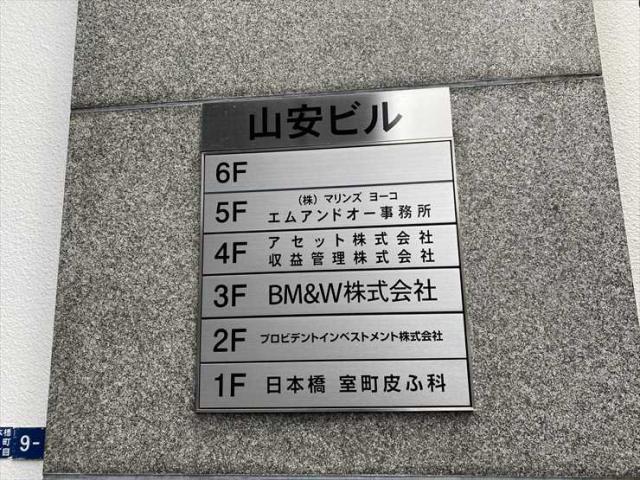 山安ビル
6F
5F (株) マリンズ ヨーコ
エムアンドオー事務所
4F アセット株式会社
収益管理株式会社
3F BM&W株式会社
2F プロビデントインベストメント株式会社
1F 日本橋 室町皮ふ科
橋
町
目
9-